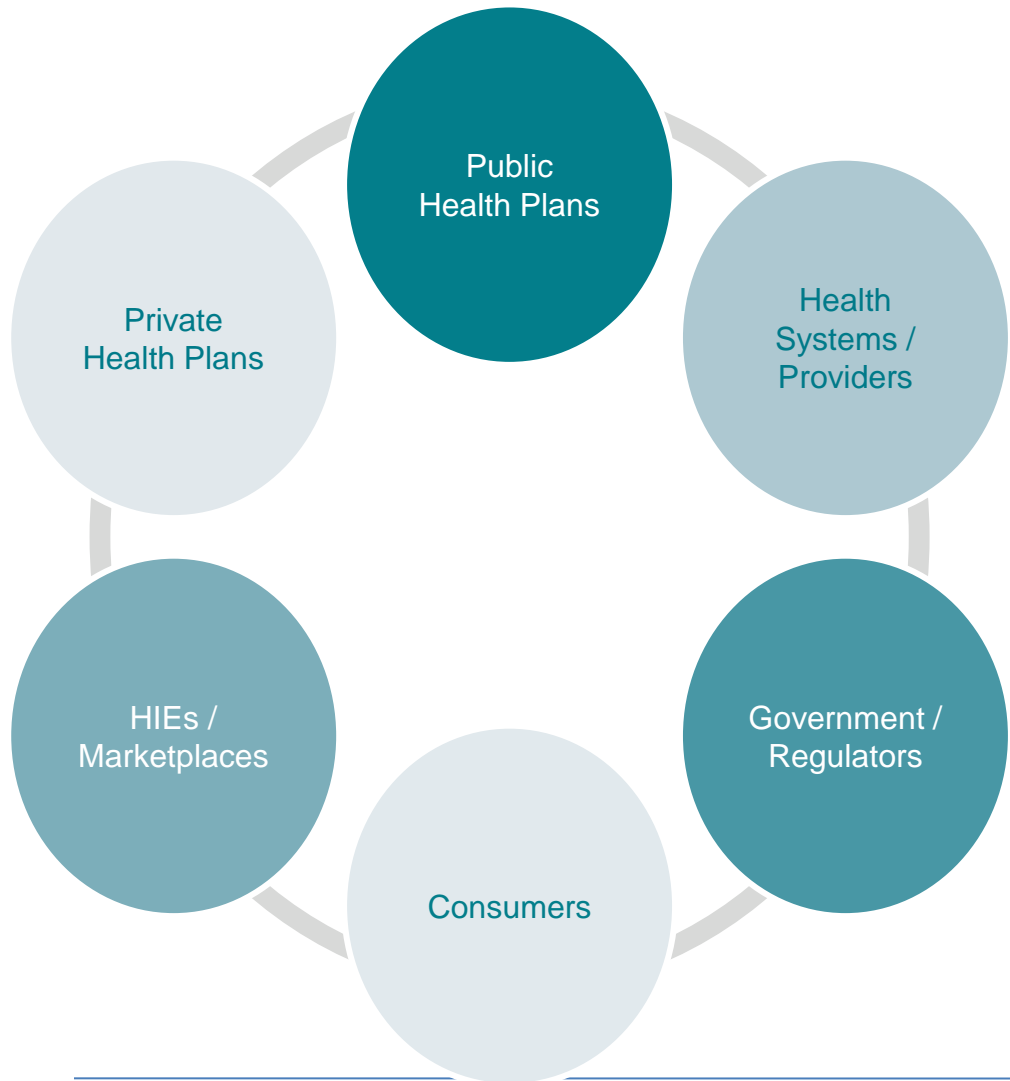 Public
Health Plans
Health
Systems /
Providers
Government /
Regulators
Consumers
HIEs /
Marketplaces
Private
Health Plans